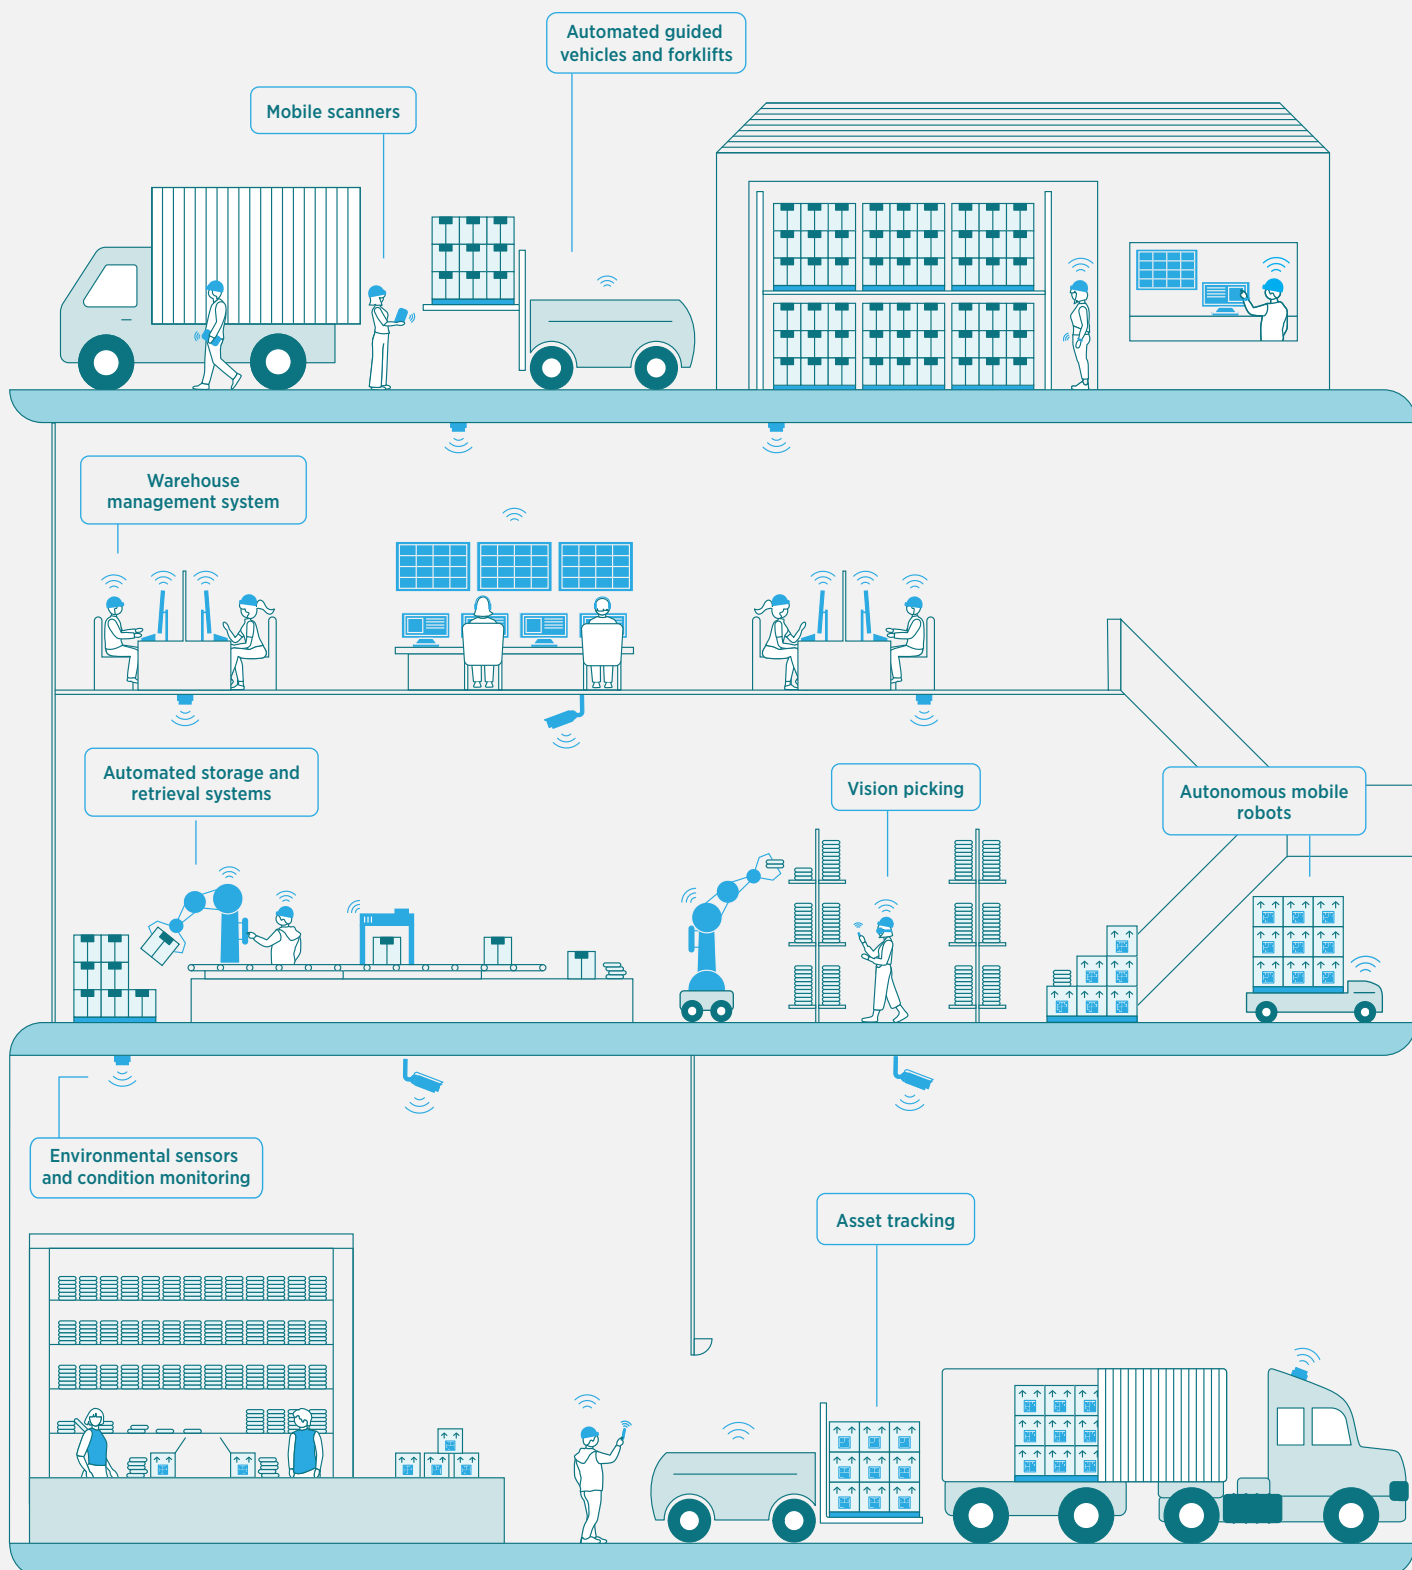 Automated guided
vehicles and forklifts
Mobile scanners
Warehouse
management system
Automated storage and
retrieval systems
Vision picking
Autonomous mobile
robots
Environmental sensors
and condition monitoring
Asset tracking